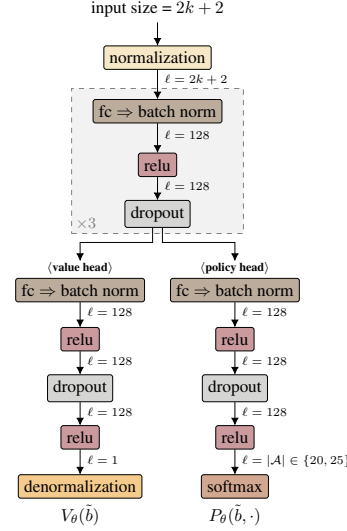 input size = 2k + 2
normalization
ℓ = 2k + 2
fc ⇒ batch norm
ℓ = 128
relu
ℓ = 128
dropout
×3
⟨value head⟩ ⟨policy head⟩
fc ⇒ batch norm fc ⇒ batch norm
ℓ = 128 ℓ = 128
relu relu
ℓ = 128 ℓ = 128
dropout dropout
ℓ = 128 ℓ = 128
relu relu
ℓ = 1 ℓ = |𝒜| ∈ {20, 25}
denormalization softmax
V_θ(b̃) P_θ(b̃, ·)